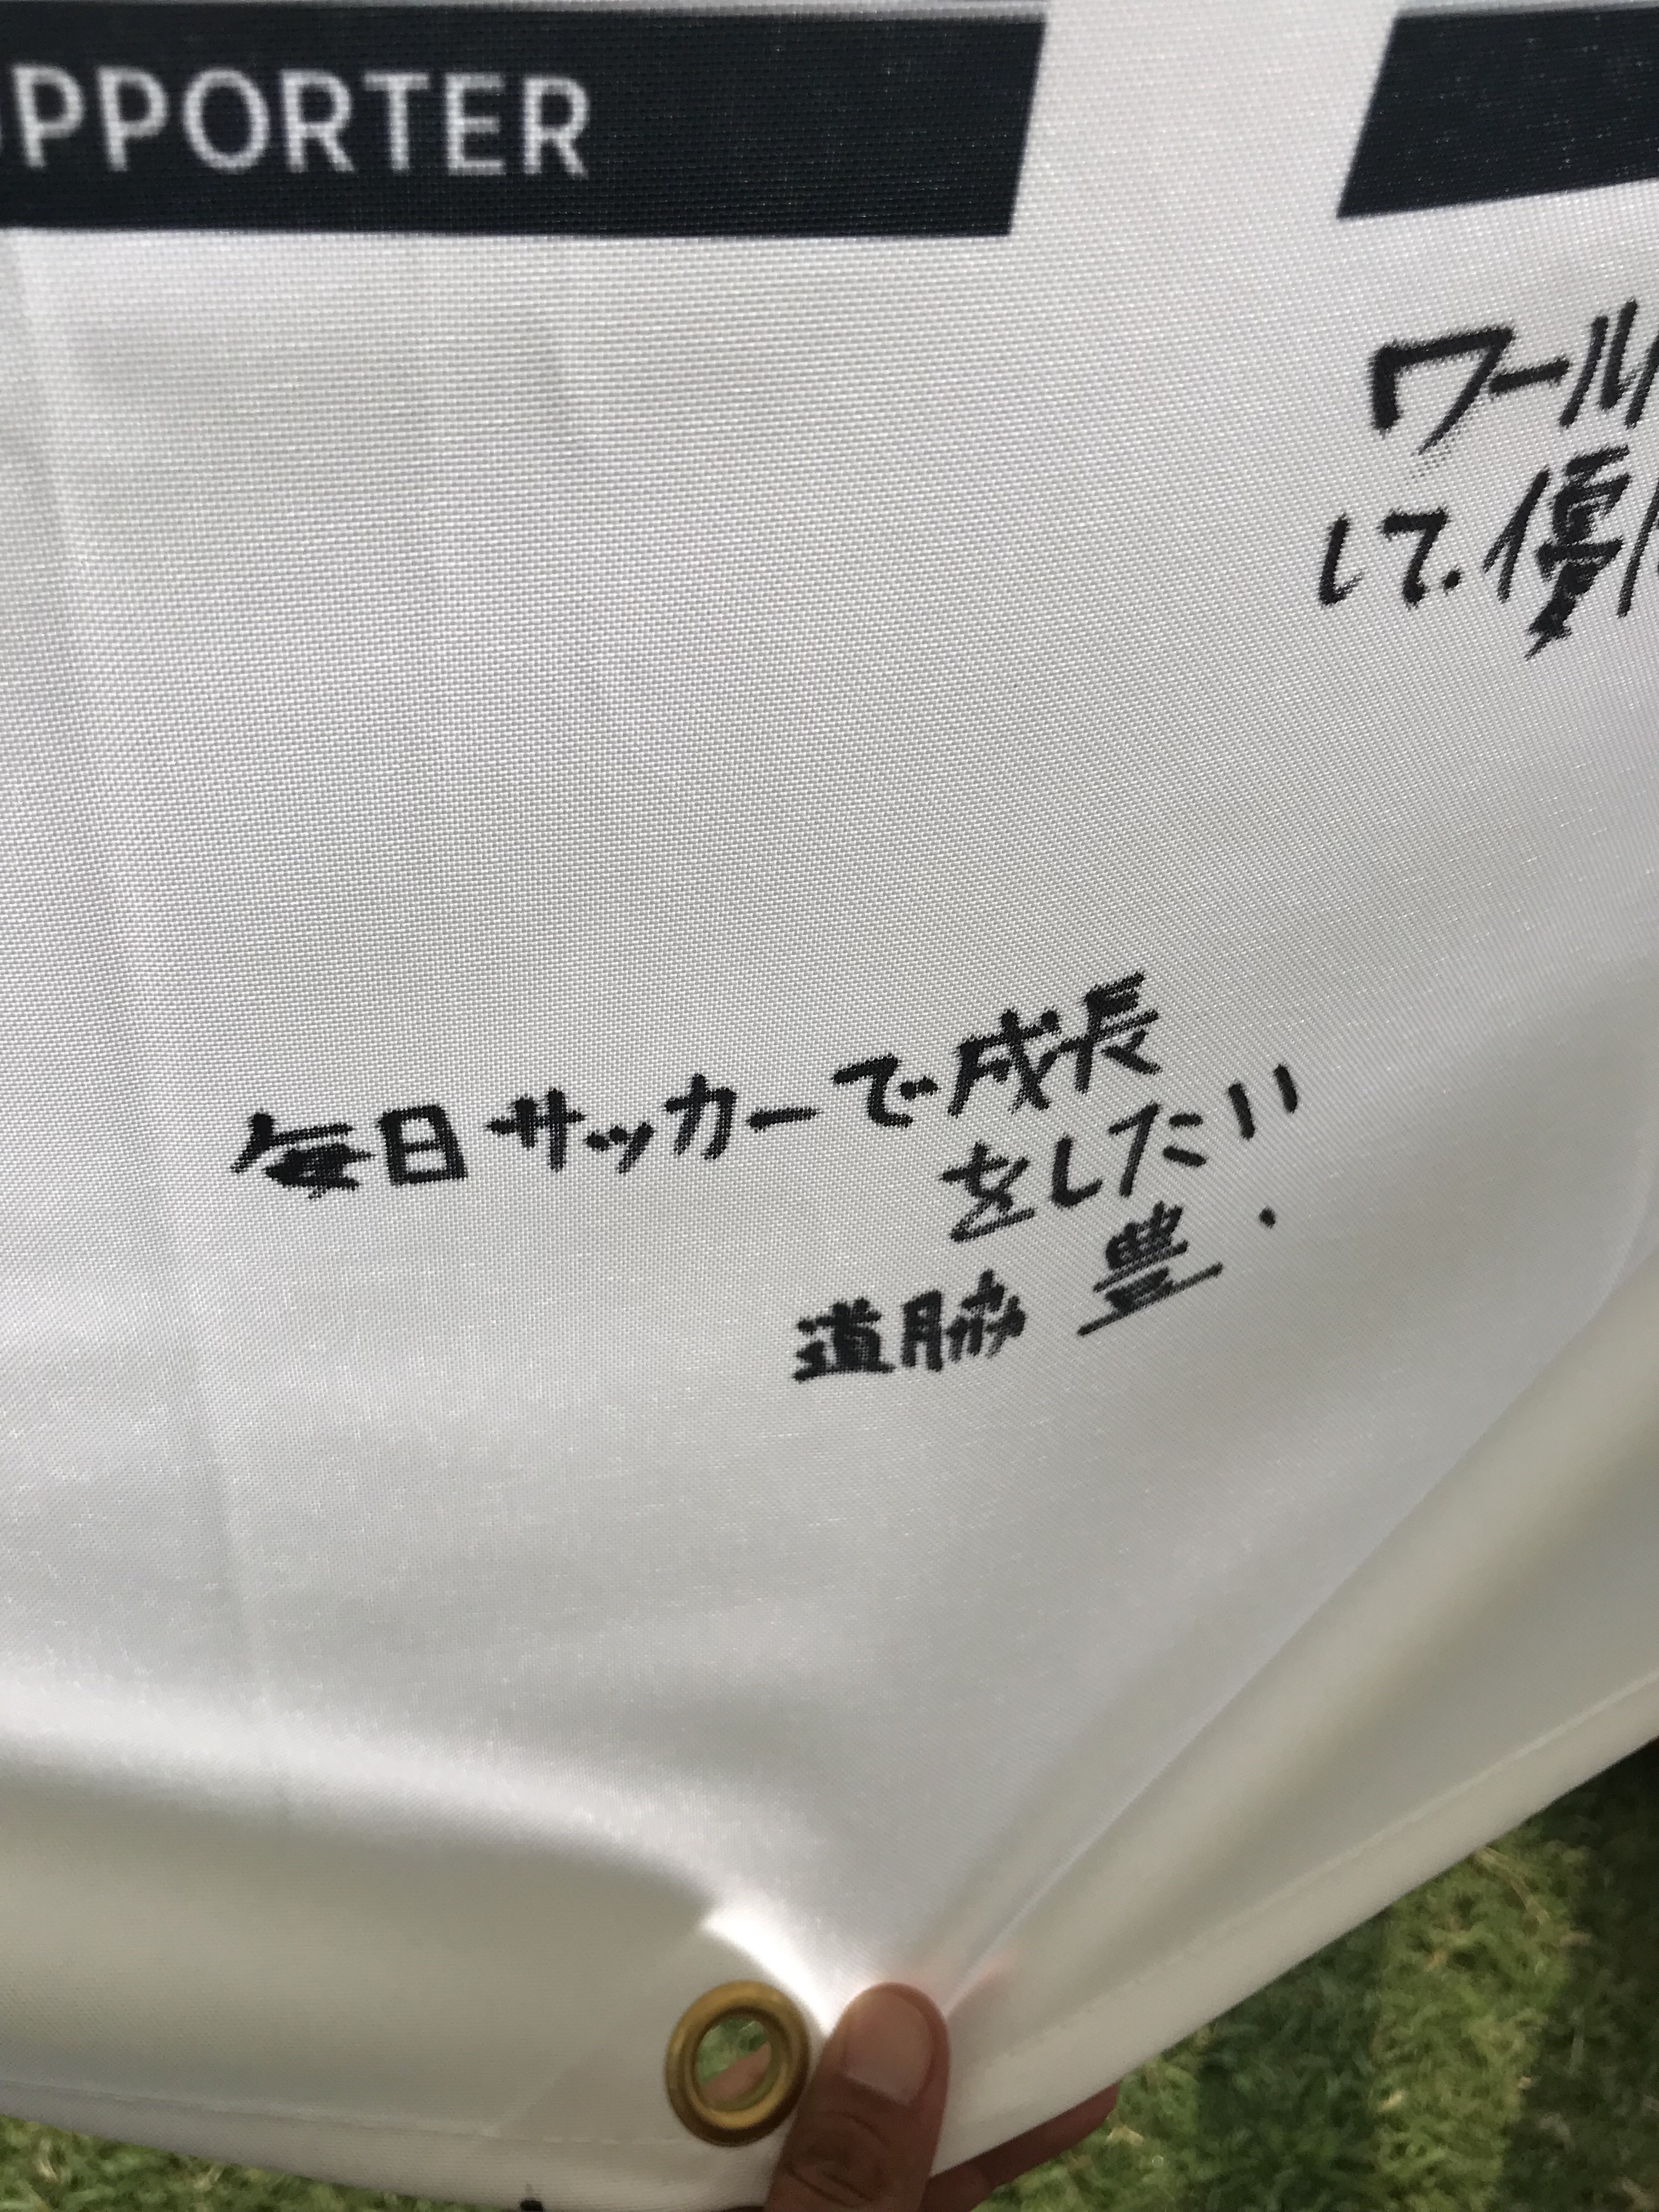 UPPORTER
ワール
して.優
毎日サッカーで成長
をしたい
道脇 豊.